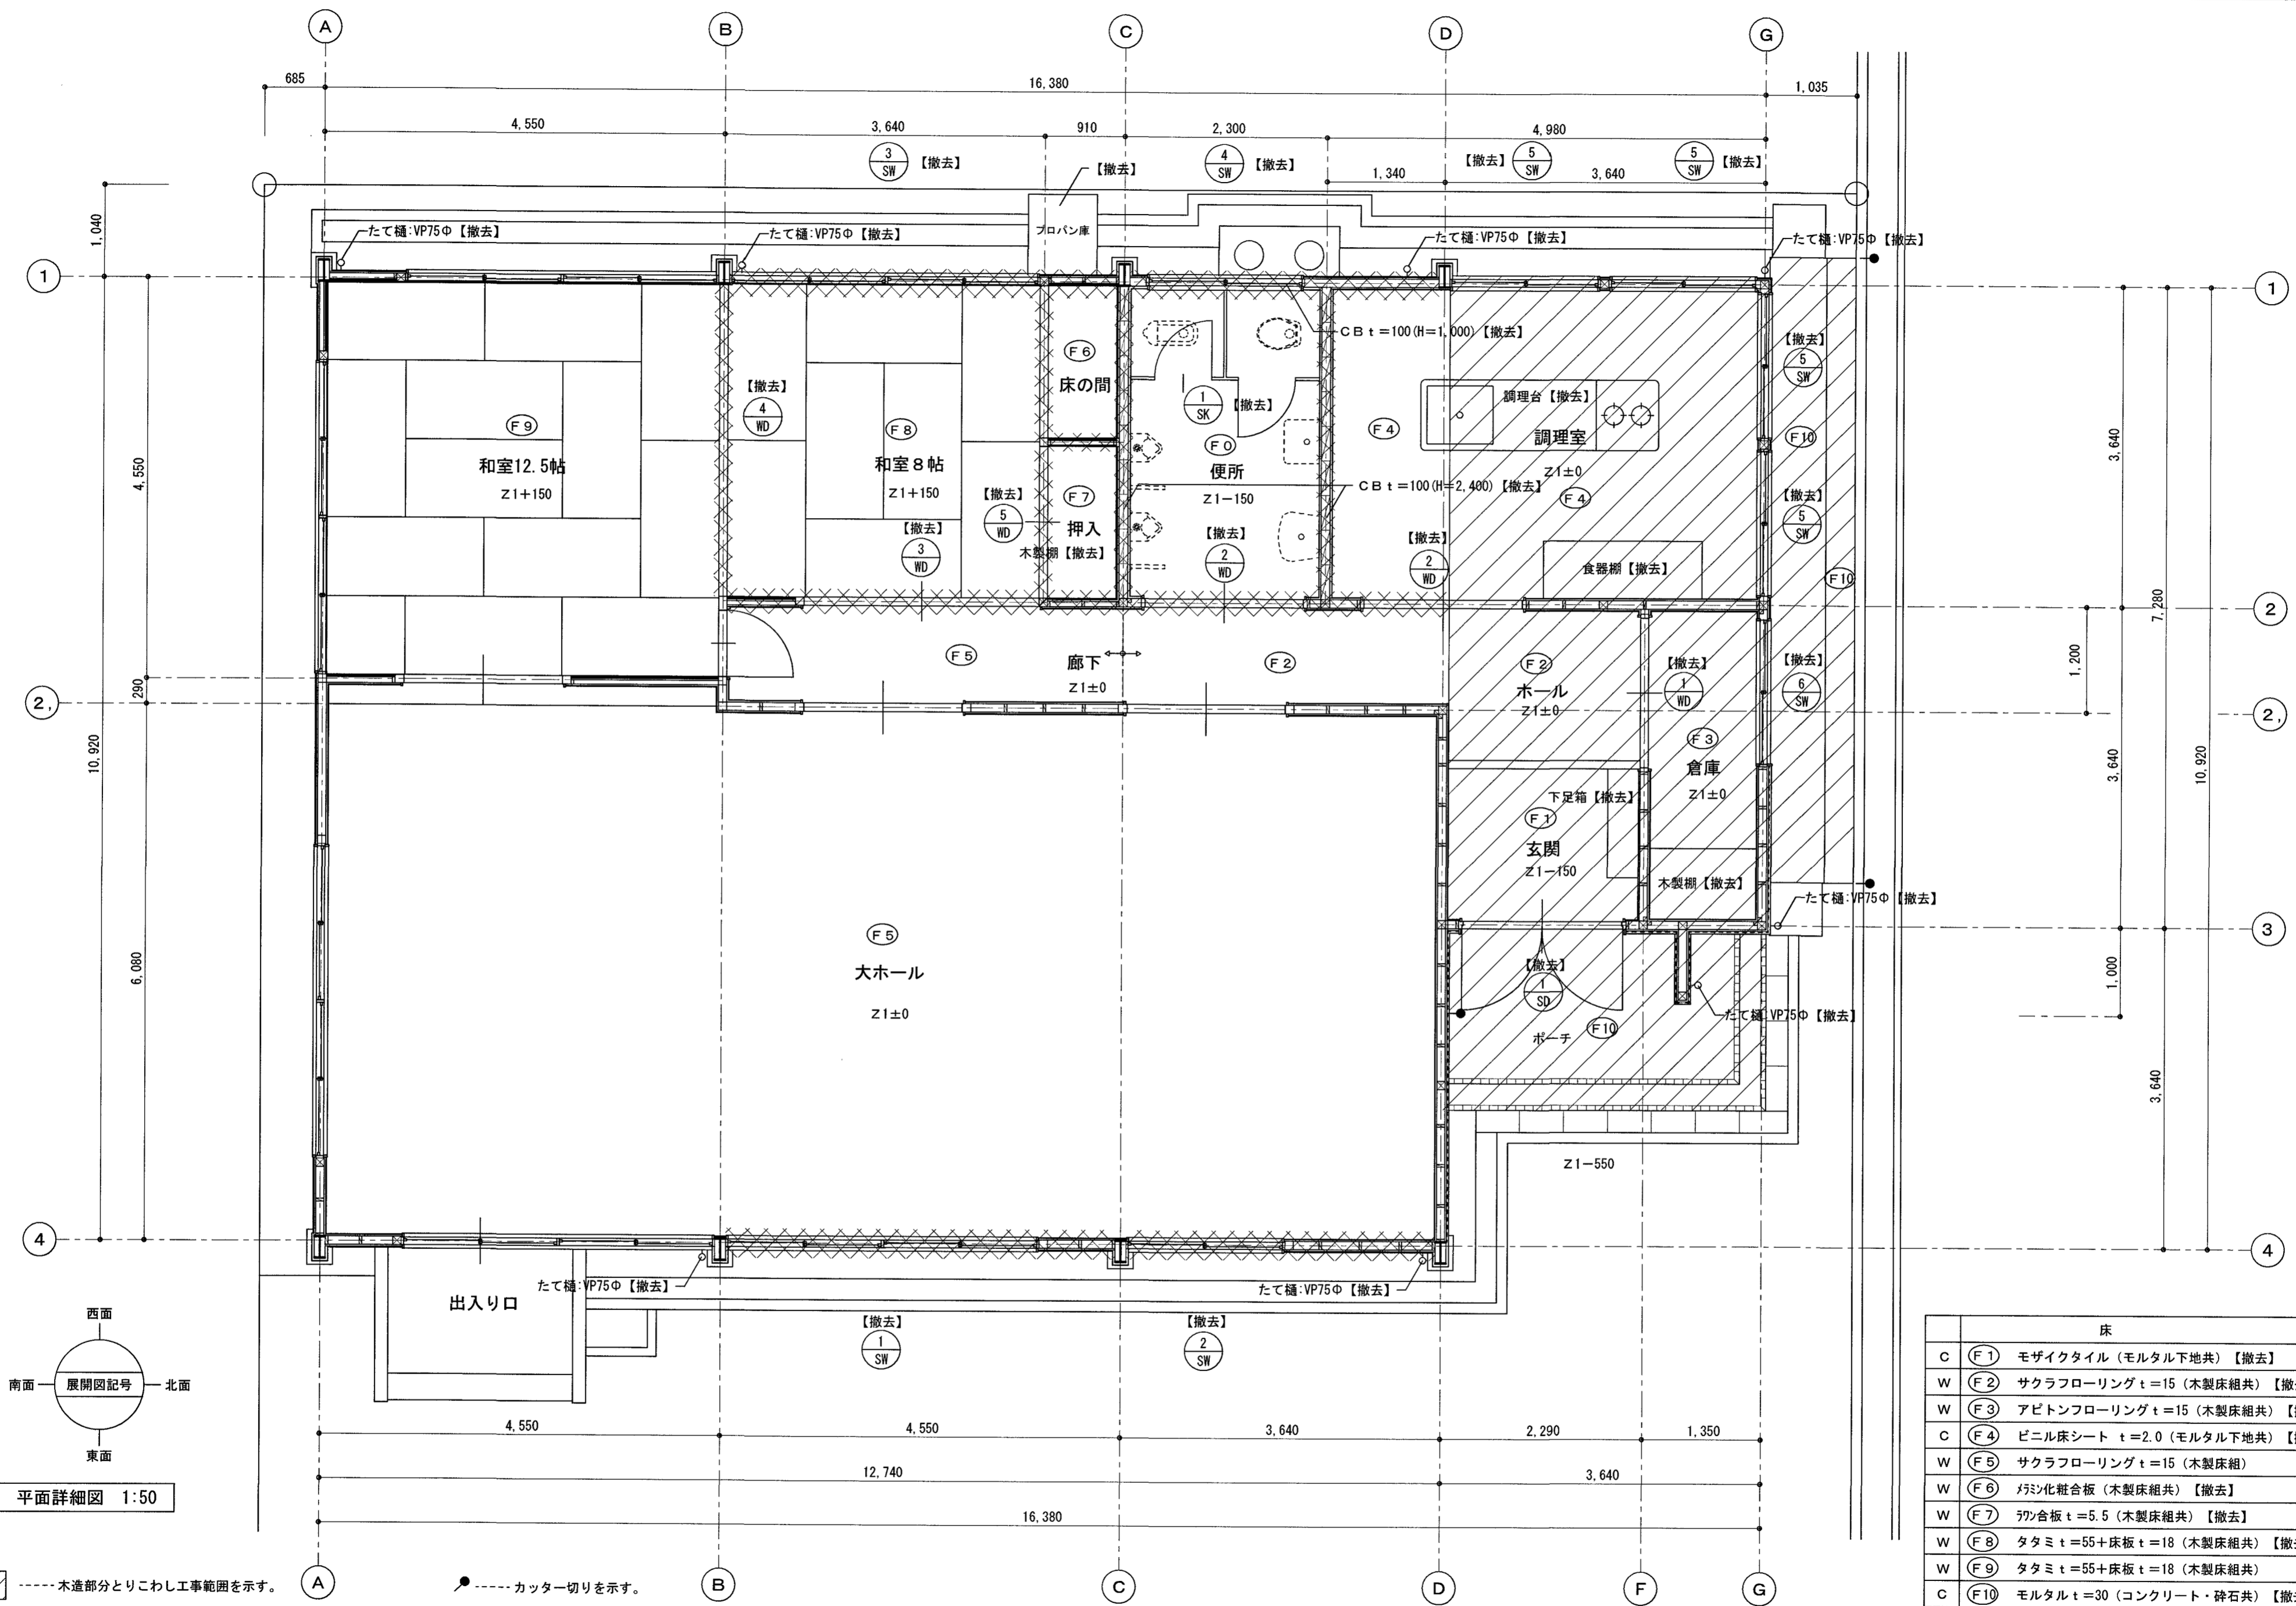 A
B
C
D
G
685
16,380
1,035
4,550
3,640
910
2,300
4,980
3
SW
【撤去】
【撤去】
4
SW
【撤去】
【撤去】
5
SW
5
SW
【撤去】
1,340
3,640
1,040
プロパン庫
たて樋:VP75Φ【撤去】
たて樋:VP75Φ【撤去】
たて樋:VP75Φ【撤去】
たて樋:VP75Φ【撤去】
1
1
CBt=100(H=1,000)【撤去】
F6
床の間
【撤去】
5
SW
【撤去】
4
WD
1
SK
【撤去】
調理台【撤去】
F9
F8
F0
F4
調理室
F10
3,640
和室12.5帖
和室8帖
便所
Z1±0
4,550
Z1+150
Z1+150
F7
Z1-150
CBt=100(H=2,400)【撤去】
F4
【撤去】
5
WD
押入
木製棚【撤去】
【撤去】
3
WD
【撤去】
2
WD
【撤去】
2
WD
【撤去】
5
SW
食器棚【撤去】
F10
7,280
2
F5
廊下
Z1±0
F2
F2
ホール
Z1±0
【撤去】
1
WD
【撤去】
6
SW
1,200
290
2,
2,
10,920
F3
倉庫
Z1±0
3,640
10,920
下足箱【撤去】
F1
玄関
Z1-150
木製棚【撤去】
たて樋:VP75Φ【撤去】
3
F5
大ホール
Z1±0
6,080
【撤去】
1
SD
1,000
たて樋:VP75Φ【撤去】
F10
ポーチ
3,640
Z1-550
4
4
たて樋:VP75Φ【撤去】
たて樋:VP75Φ【撤去】
出入り口
【撤去】
1
SW
【撤去】
2
SW
西面
南面
展開図記号
北面
東面
4,550
4,550
3,640
2,290
1,350
12,740
3,640
16,380
平面詳細図 1:50
A
B
C
D
F
G
-----木造部分とりこわし工事範囲を示す。
-----カッター切りを示す。
床
C F1 モザイクタイル（モルタル下地共）【撤去】
W F2 サクラフローリングt=15（木製床組共）【撤
W F3 アピトンフローリングt=15（木製床組共）【
C F4 ビニル床シート t=2.0（モルタル下地共）【
W F5 サクラフローリングt=15（木製床組）
W F6 メラミン化粧合板（木製床組共）【撤去】
W F7 ラワン合板t=5.5（木製床組共）【撤去】
W F8 タタミt=55+床板t=18（木製床組共）【撤
W F9 タタミt=55+床板t=18（木製床組共）
C F10 モルタルt=30（コンクリート・砕石共）【撤